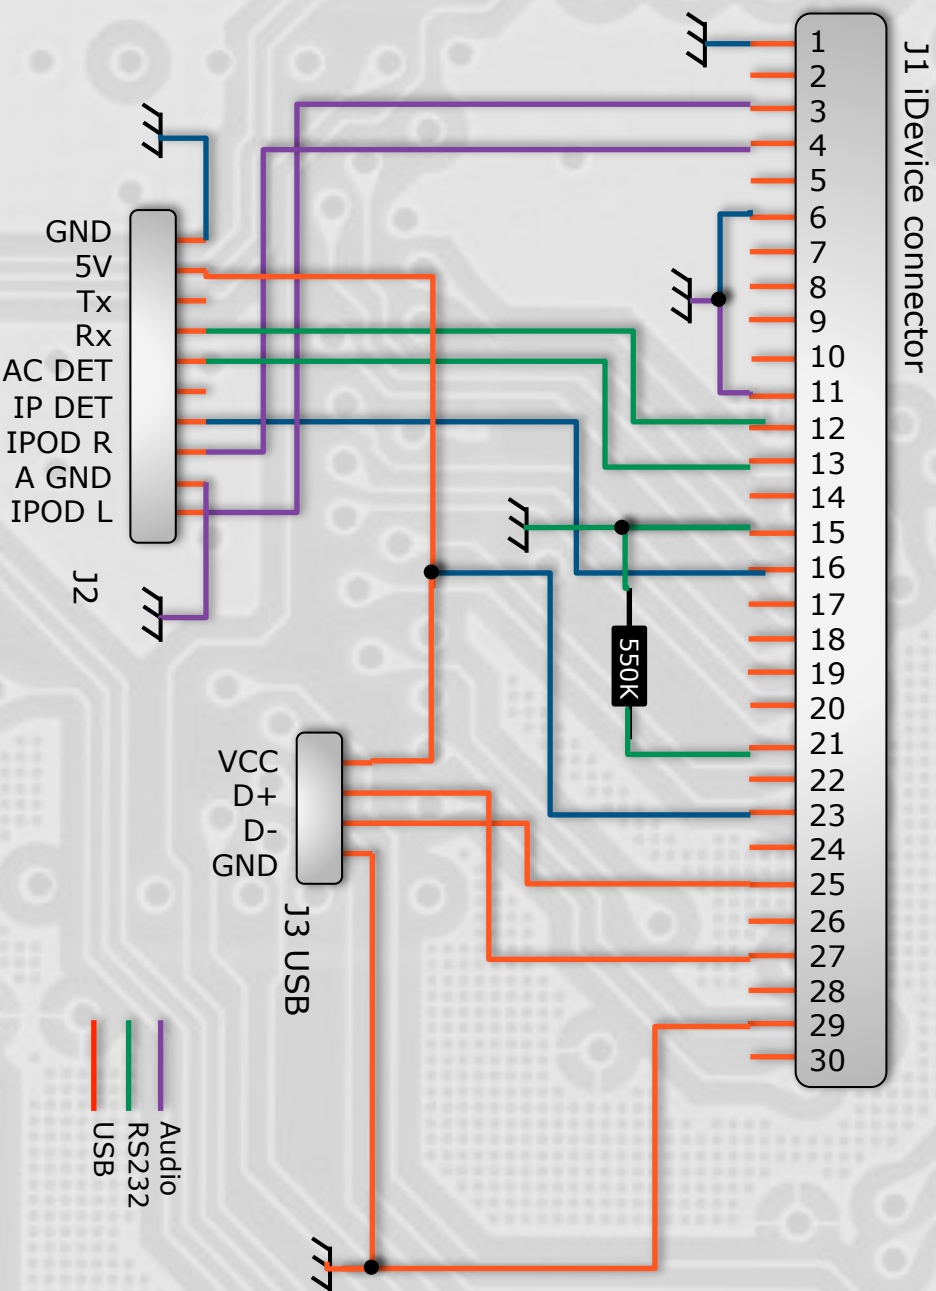 J1 iDevice connector
1
2
3
4
5
6
7
8
9
10
11
12
13
14
15
16
17
18
19
20
21
22
23
24
25
26
27
28
29
30
GND
5V
Tx
Rx
AC DET
IP DET
IPOD R
A GND
IPOD L
J2
550K
VCC
D+
D-
GND
J3 USB
Audio
RS232
USB